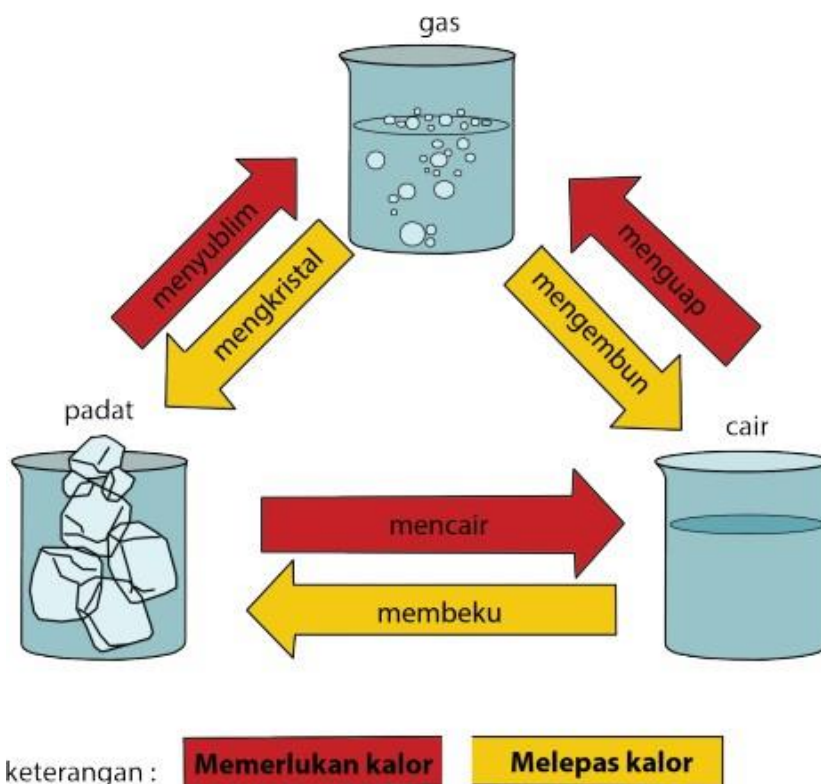 gas
menyublim
mengkristal
menguap
mengembun
padat
cair
mencair
membeku
keterangan : Memerlukan kalor Melepas kalor